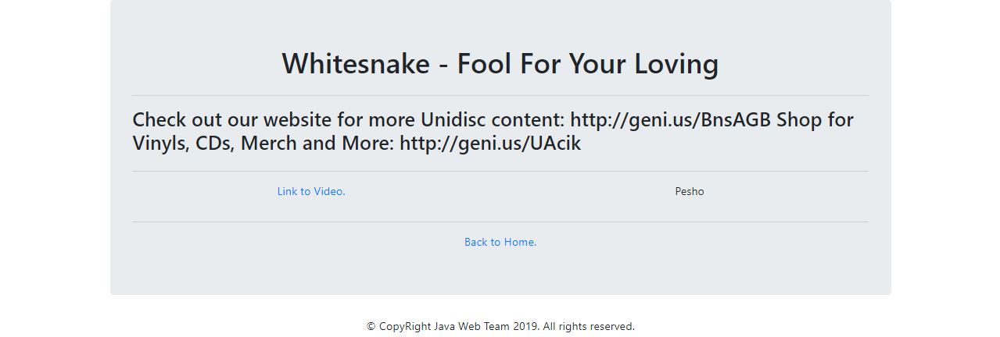 Whitesnake - Fool For Your Loving
Check out our website for more Unidisc content: http://geni.us/BnsAGB Shop for
Vinyls, CDs, Merch and More: http://geni.us/UAcik
Link to Video.
Pesho
Back to Home.
© CopyRight Java Web Team 2019. All rights reserved.